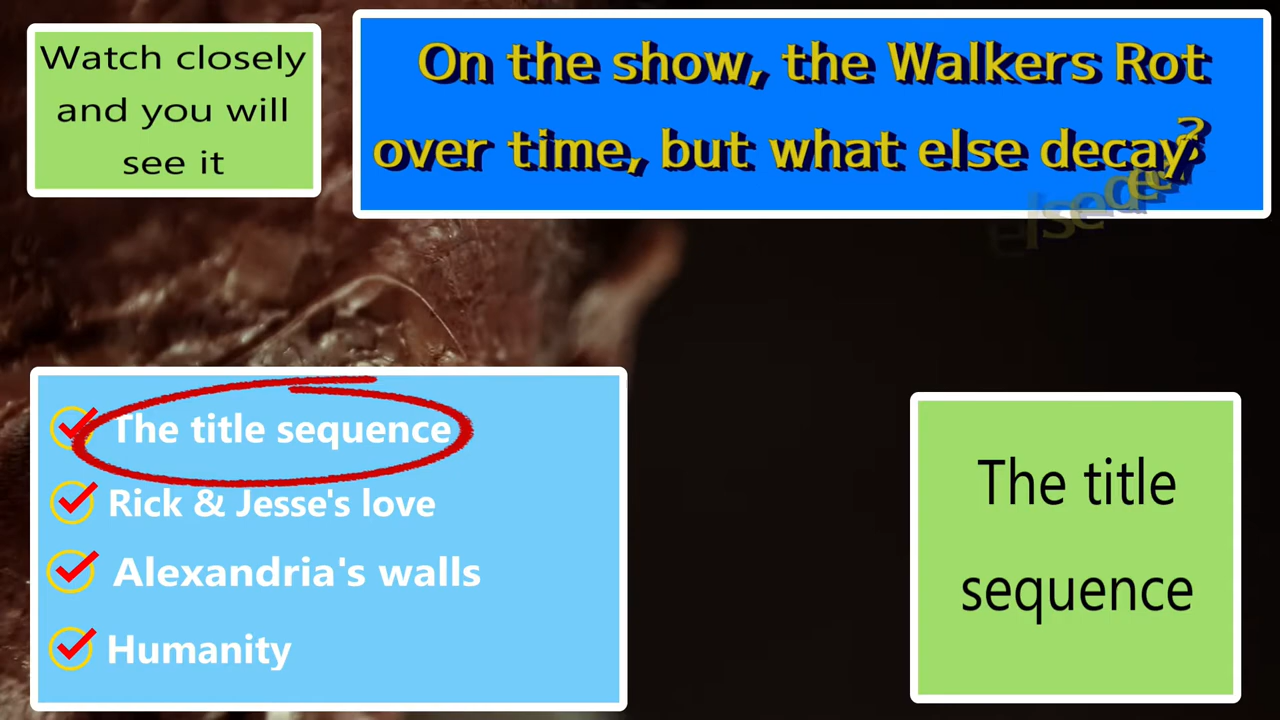 Watch closely
and you will
see it
On the show, the Walkers Rot
over time, but what else decay?
The title sequence
Rick & Jesse's love
Alexandria's walls
Humanity
The title
sequence